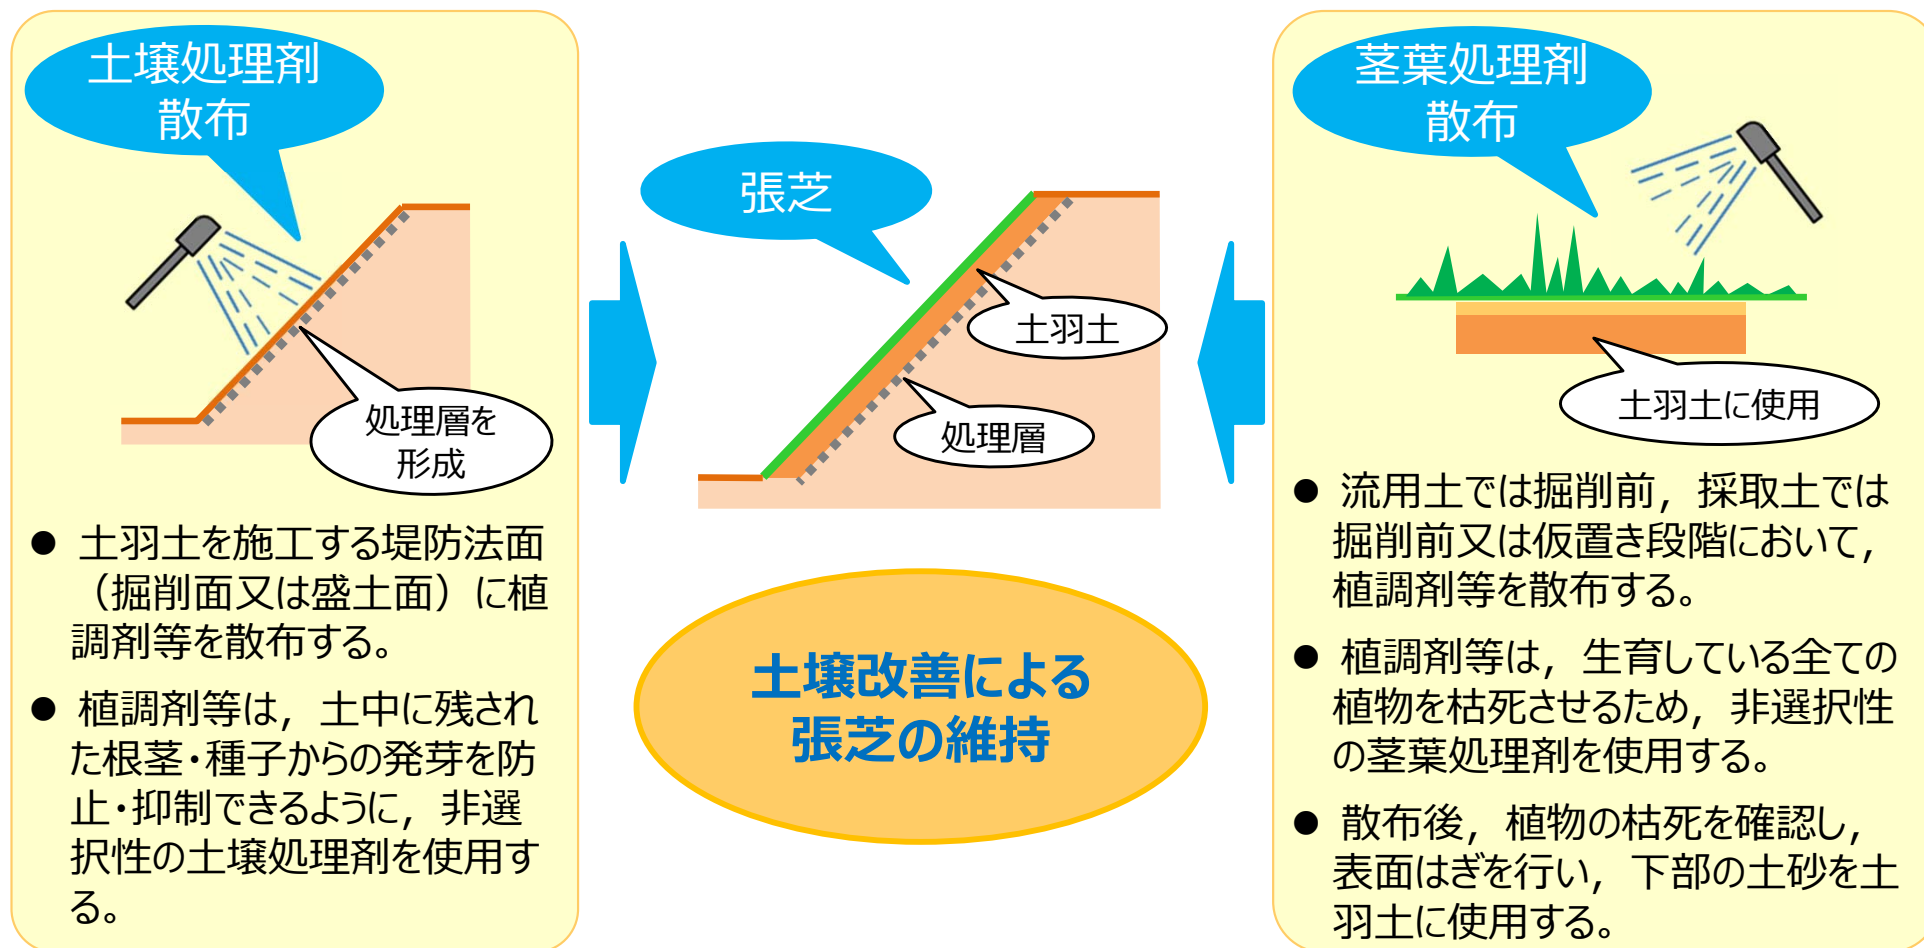 土壌処理剤
散布
処理層を
形成
● 土羽土を施工する堤防法面
（掘削面又は盛土面）に植
調剤等を散布する。
● 植調剤等は，土中に残され
た根茎・種子からの発芽を防
止・抑制できるように，非選
択性の土壌処理剤を使用す
る。
張芝
土羽土
処理層
土壌改善による
張芝の維持
茎葉処理剤
散布
土羽土に使用
● 流用土では掘削前，採取土では
掘削前又は仮置き段階において，
植調剤等を散布する。
● 植調剤等は，生育している全ての
植物を枯死させるため，非選択性
の茎葉処理剤を使用する。
● 散布後，植物の枯死を確認し，
表面はぎを行い，下部の土砂を土
羽土に使用する。